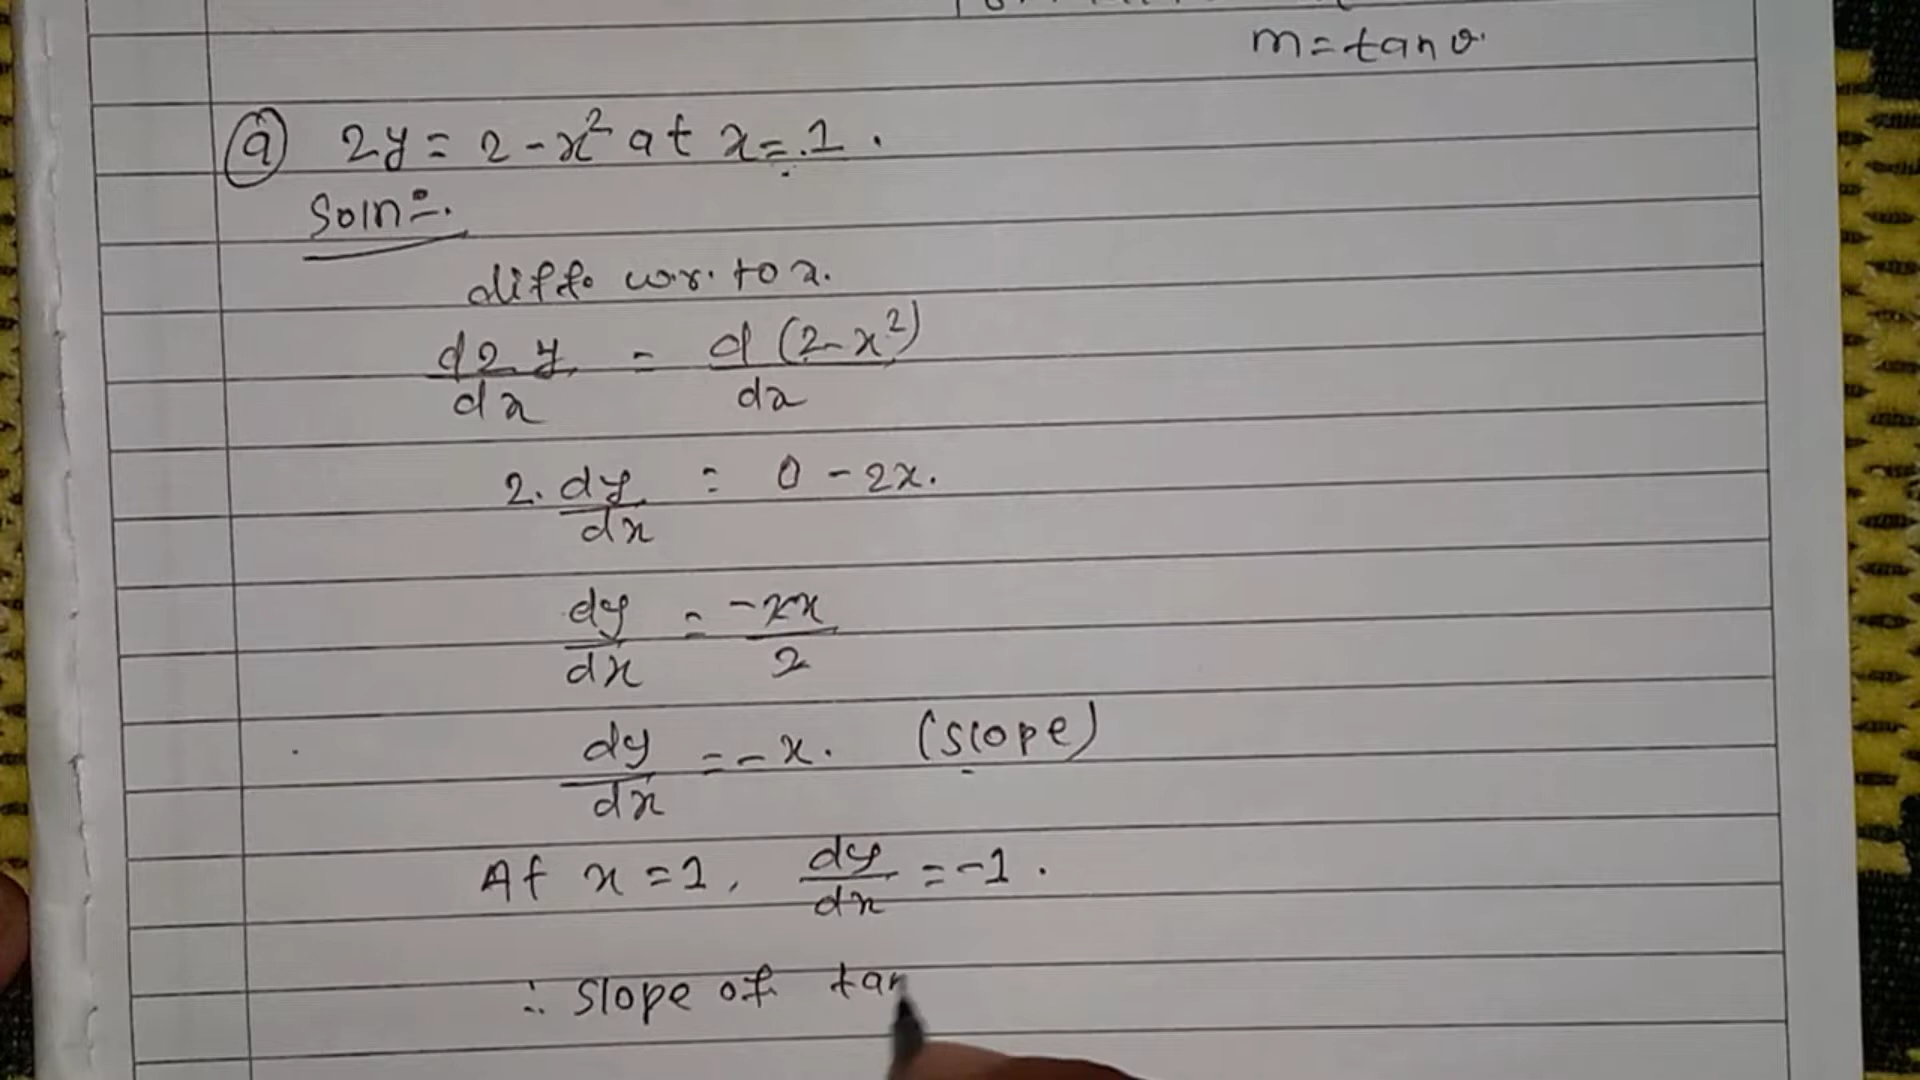 m = tan θ.
(a) 2y = 2 - x² at x = 1.
Soln:-
diff. w.r. to x.
d2y/dx = d(2-x²)/dx
2. dy/dx = 0 - 2x.
dy/dx = -2x/2
dy/dx = -x. (slope)
At x = 1, dy/dx = -1.
∴ slope of tan